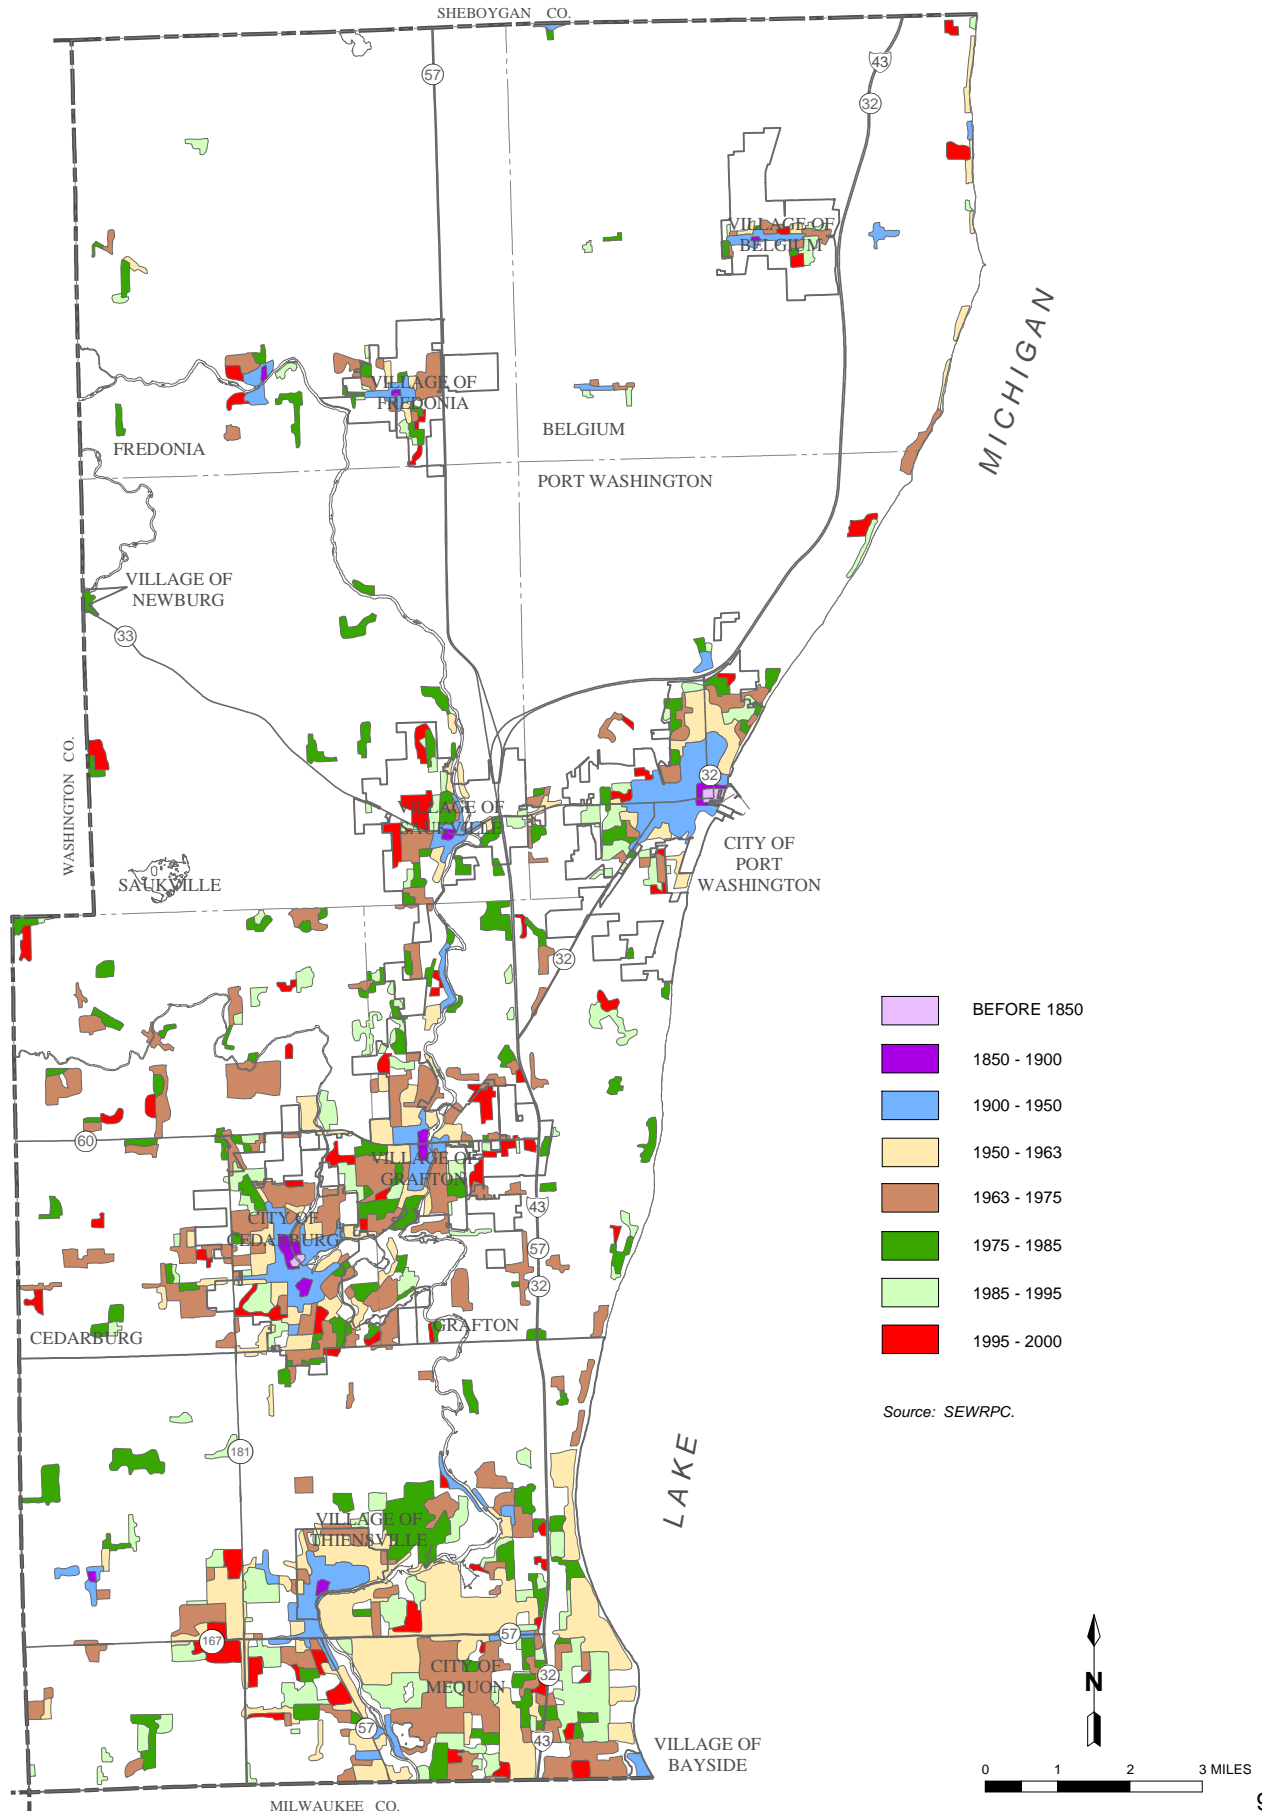 SHEBOYGAN CO.
57
43
32
VILLAGE OF
BELGIUM
MICHIGAN
VILLAGE OF
FREDONIA
FREDONIA
BELGIUM
PORT WASHINGTON
VILLAGE OF
NEWBURG
33
WASHINGTON CO.
32
VILLAGE OF
SAUKVILLE
CITY OF
PORT
WASHINGTON
SAUKVILLE
32
BEFORE 1850
1850 - 1900
1900 - 1950
1950 - 1963
1963 - 1975
1975 - 1985
1985 - 1995
1995 - 2000
Source: SEWRPC.
60
VILLAGE OF
GRAFTON
43
CITY OF
CEDARBURG
57
32
CEDARBURG
GRAFTON
181
LAKE
VILLAGE OF
THIENSVILLE
167
57
CITY OF
MEQUON
32
57
43
VILLAGE OF
BAYSIDE
N
0 1 2 3 MILES
MILWAUKEE CO.
9